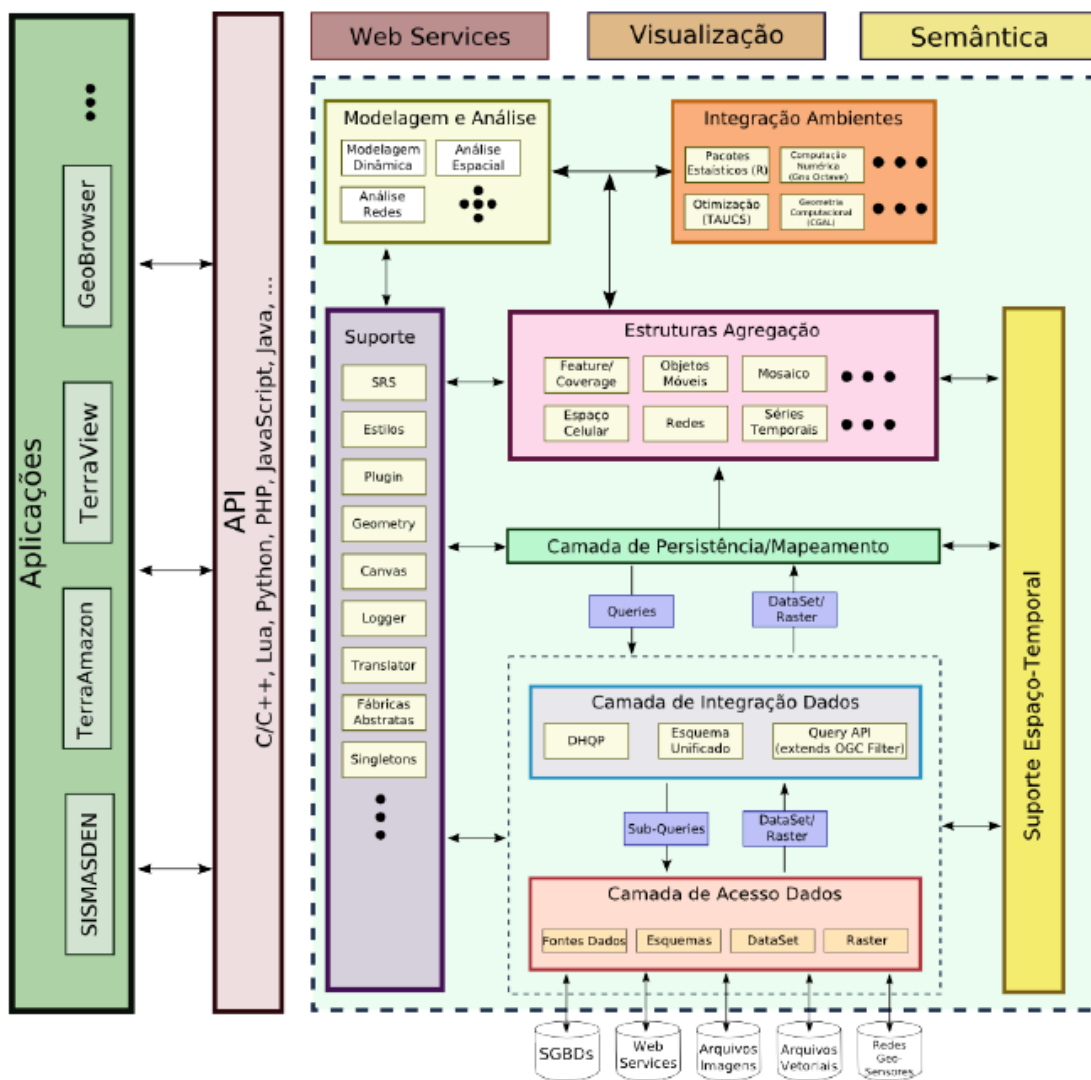 Web Services
Visualização
Semântica
Aplicações
GeoBrowser
TerraView
TerraAmazon
SISMASDEN
API
C/C++, Lua, Python, PHP, JavaScript, Java, ...
Modelagem e Análise
Modelagem
Dinâmica
Análise
Espacial
Análise
Redes
Integração Ambientes
Pacotes
Estaísticos (R)
Computação
Numérica
(Gnu Octave)
Otimização
(TAUCS)
Geometria
Computacional
(CGAL)
Suporte
SRS
Estilos
Plugin
Geometry
Canvas
Logger
Translator
Fábricas
Abstratas
Singletons
Estruturas Agregação
Feature/
Coverage
Objetos
Móveis
Mosaico
Espaço
Celular
Redes
Séries
Temporais
Camada de Persistência/Mapeamento
Queries
DataSet/
Raster
Camada de Integração Dados
DHQP
Esquema
Unificado
Query API
(extends OGC Filter)
Sub-Queries
DataSet/
Raster
Camada de Acesso Dados
Fontes Dados
Esquemas
DataSet
Raster
Suporte Espaço-Temporal
SGBDs
Web
Services
Arquivos
Imagens
Arquivos
Vetoriais
Redes
Geo-
Sensores